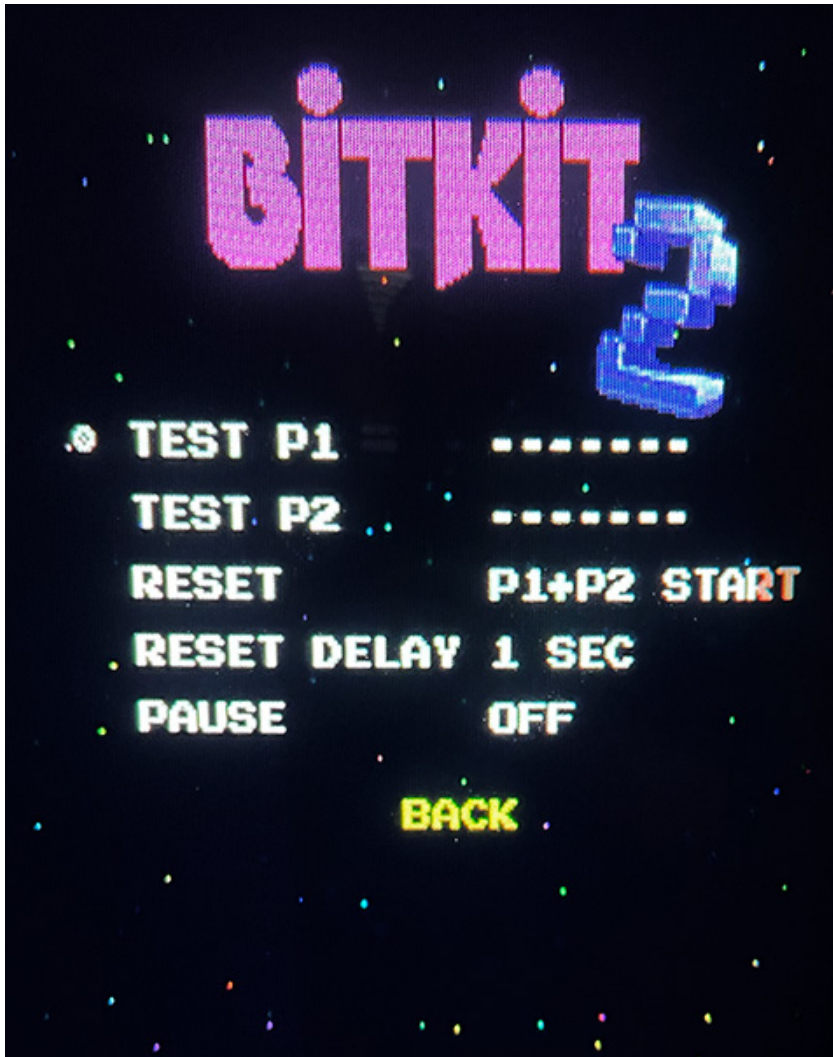 BiTKiT
2
TEST P1 -------
TEST P2 -------
RESET P1+P2 START
RESET DELAY 1 SEC
PAUSE OFF
BACK